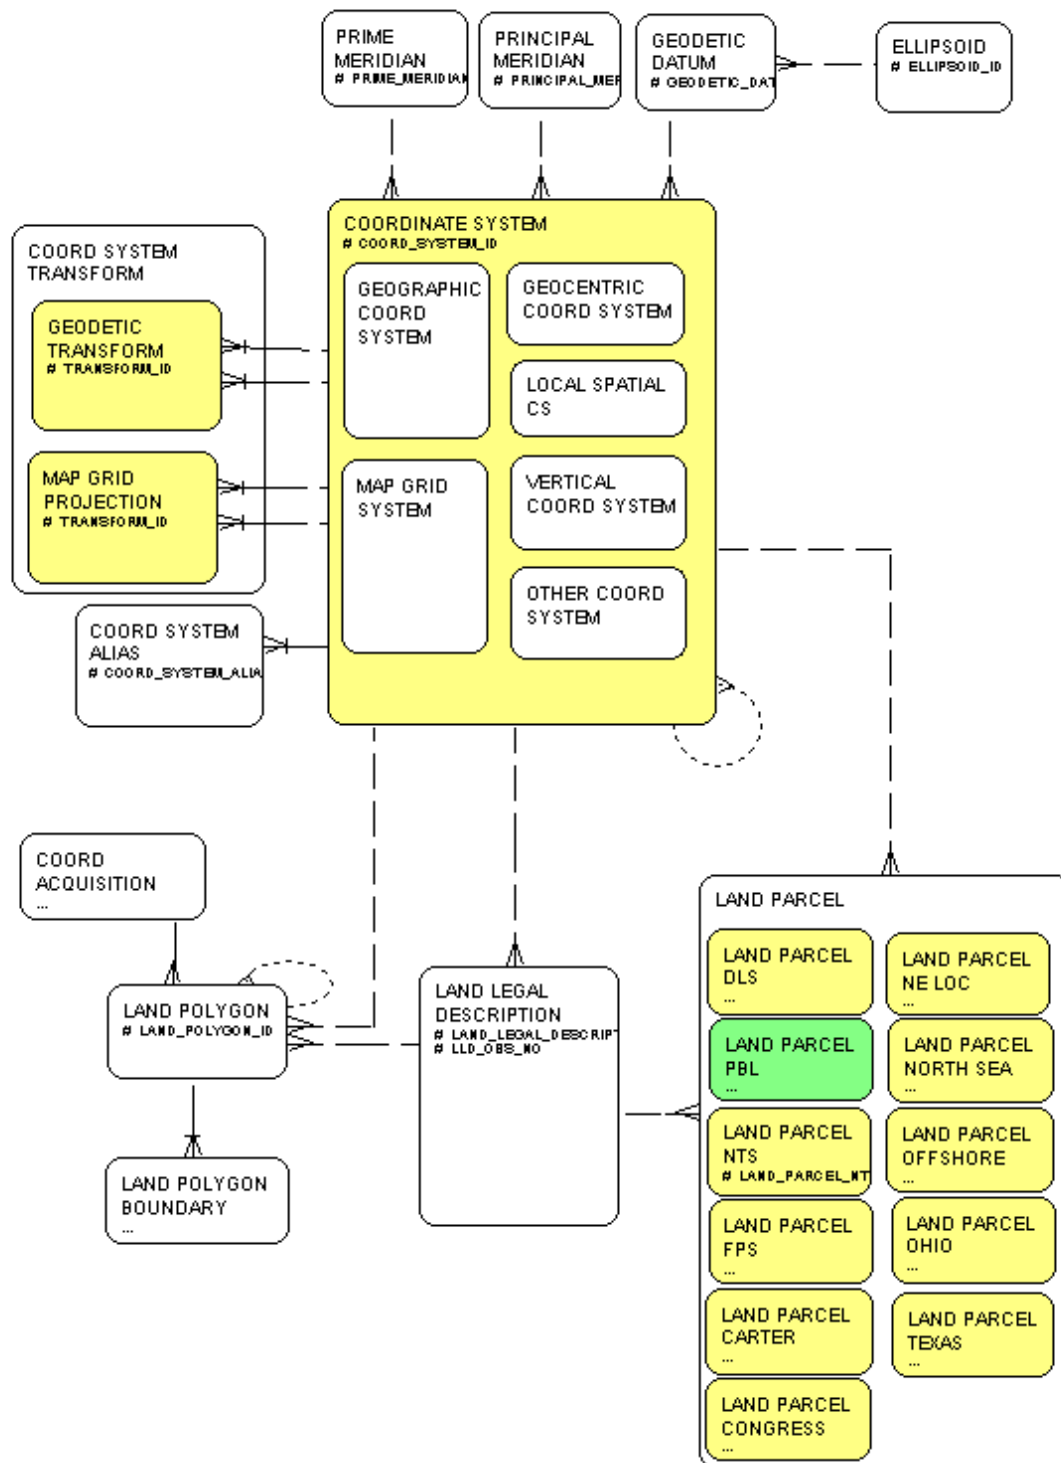 PRIME
MERIDIAN
# PRIME_MERIDIAN
PRINCIPAL
MERIDIAN
# PRINCIPAL_MER
GEODETIC
DATUM
# GEODETIC_DAT
ELLIPSOID
# ELLIPSOID_ID
COORDINATE SYSTEM
# COORD_SYSTEM_ID
GEOGRAPHIC
COORD
SYSTEM
GEOCENTRIC
COORD SYSTEM
LOCAL SPATIAL
CS
MAP GRID
SYSTEM
VERTICAL
COORD SYSTEM
OTHER COORD
SYSTEM
COORD SYSTEM
TRANSFORM
GEODETIC
TRANSFORM
# TRANSFORM_ID
MAP GRID
PROJECTION
# TRANSFORM_ID
COORD SYSTEM
ALIAS
# COORD_SYSTEM_ALIA
COORD
ACQUISITION
...
LAND POLYGON
# LAND_POLYGON_ID
LAND POLYGON
BOUNDARY
...
LAND LEGAL
DESCRIPTION
# LAND_LEGAL_DESCRIPT
# LLD_OBS_NO
LAND PARCEL
LAND PARCEL
DLS
...
LAND PARCEL
NE LOC
...
LAND PARCEL
PBL
...
LAND PARCEL
NORTH SEA
...
LAND PARCEL
NTS
# LAND_PARCEL_NT
LAND PARCEL
OFFSHORE
...
LAND PARCEL
FPS
...
LAND PARCEL
OHIO
...
LAND PARCEL
CARTER
...
LAND PARCEL
TEXAS
...
LAND PARCEL
CONGRESS
...